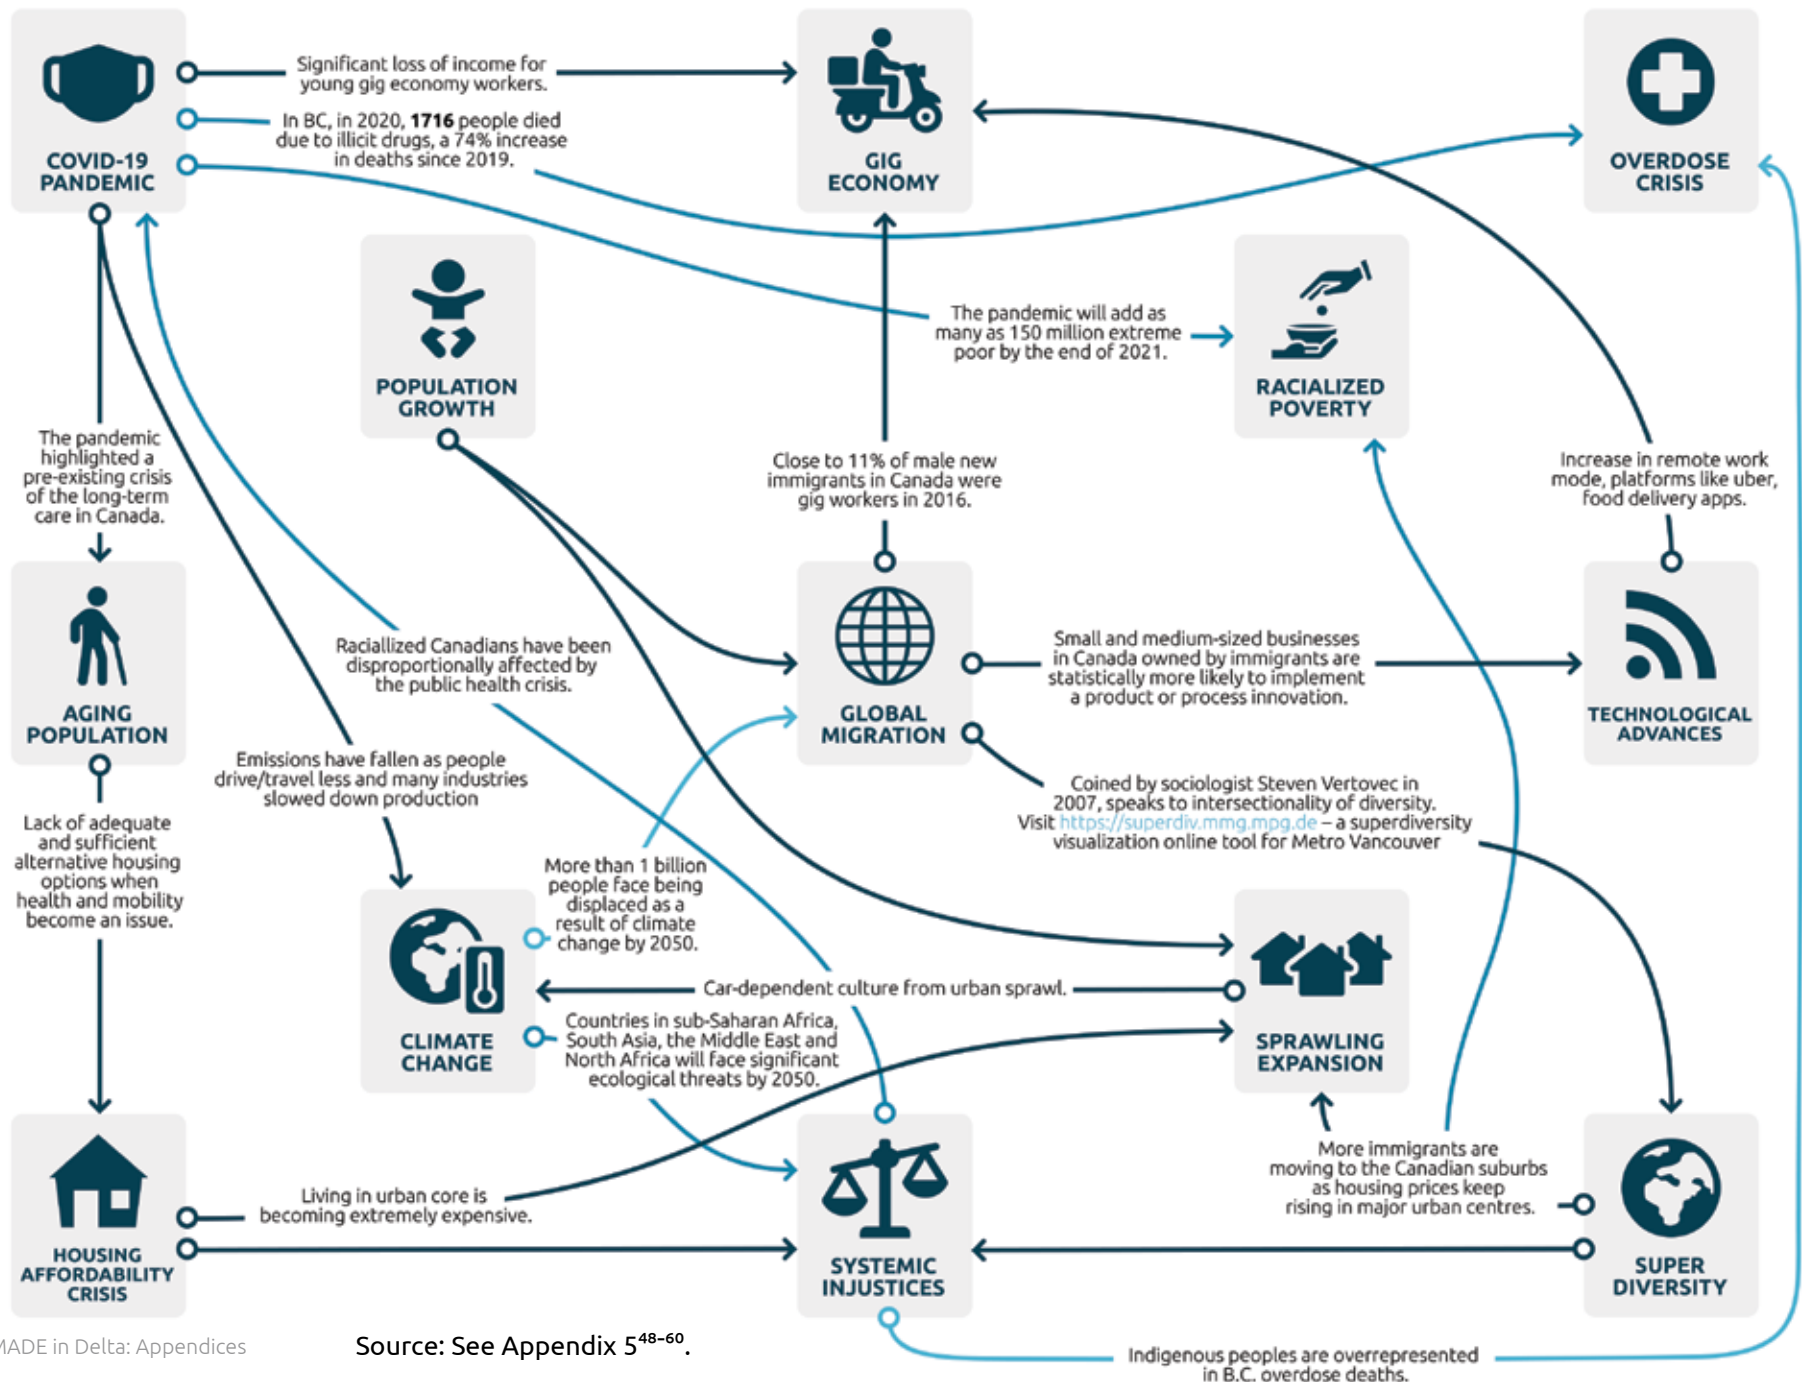 Significant loss of income for
young gig economy workers.
In BC, in 2020, 1716 people died
due to illicit drugs, a 74% increase
in deaths since 2019.
COVID-19
PANDEMIC
GIG
ECONOMY
OVERDOSE
CRISIS
The pandemic will add as
many as 150 million extreme
poor by the end of 2021.
POPULATION
GROWTH
RACIALIZED
POVERTY
The pandemic
highlighted a
pre-existing crisis
of the long-term
care in Canada.
Close to 11% of male new
immigrants in Canada were
gig workers in 2016.
Increase in remote work
mode, platforms like uber,
food delivery apps.
Raciallized Canadians have been
disproportionally affected by
the public health crisis.
Small and medium-sized businesses
in Canada owned by immigrants are
statistically more likely to implement
a product or process innovation.
AGING
POPULATION
GLOBAL
MIGRATION
TECHNOLOGICAL
ADVANCES
Emissions have fallen as people
drive/travel less and many industries
slowed down production
Coined by sociologist Steven Vertovec in
2007, speaks to intersectionality of diversity.
Visit https://superdiv.mmg.mpg.de – a superdiversity
visualization online tool for Metro Vancouver
Lack of adequate
and sufficient
alternative housing
options when
health and mobility
become an issue.
More than 1 billion
people face being
displaced as a
result of climate
change by 2050.
Car-dependent culture from urban sprawl.
Countries in sub-Saharan Africa,
South Asia, the Middle East and
North Africa will face significant
ecological threats by 2050.
CLIMATE
CHANGE
SPRAWLING
EXPANSION
More immigrants are
moving to the Canadian suburbs
as housing prices keep
rising in major urban centres.
Living in urban core is
becoming extremely expensive.
HOUSING
AFFORDABILITY
CRISIS
SYSTEMIC
INJUSTICES
SUPER
DIVERSITY
MADE in Delta: Appendices
Source: See Appendix 5⁴⁸⁻⁶⁰.
Indigenous peoples are overrepresented
in B.C. overdose deaths.